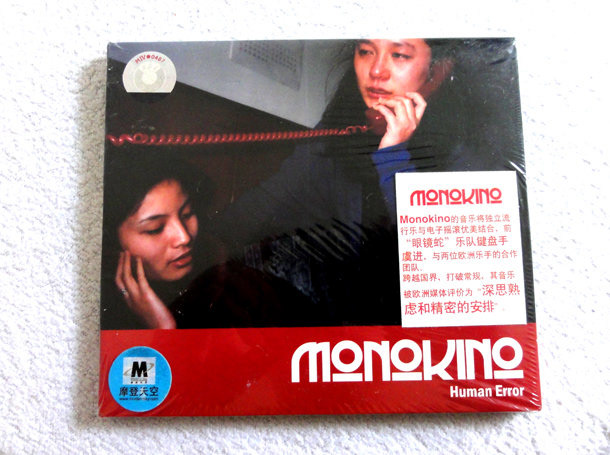 MONOKINO
Monokino的音乐将独立流
行乐与电子摇滚优美结合，前
“眼镜蛇”乐队键盘手
虞进，与两位欧洲乐手的合作
团队。
跨越国界，打破常规，其音乐
被欧洲媒体评价为“深思熟
虑和精密的安排”
MONOKINO
Human Error
M
摩登天空